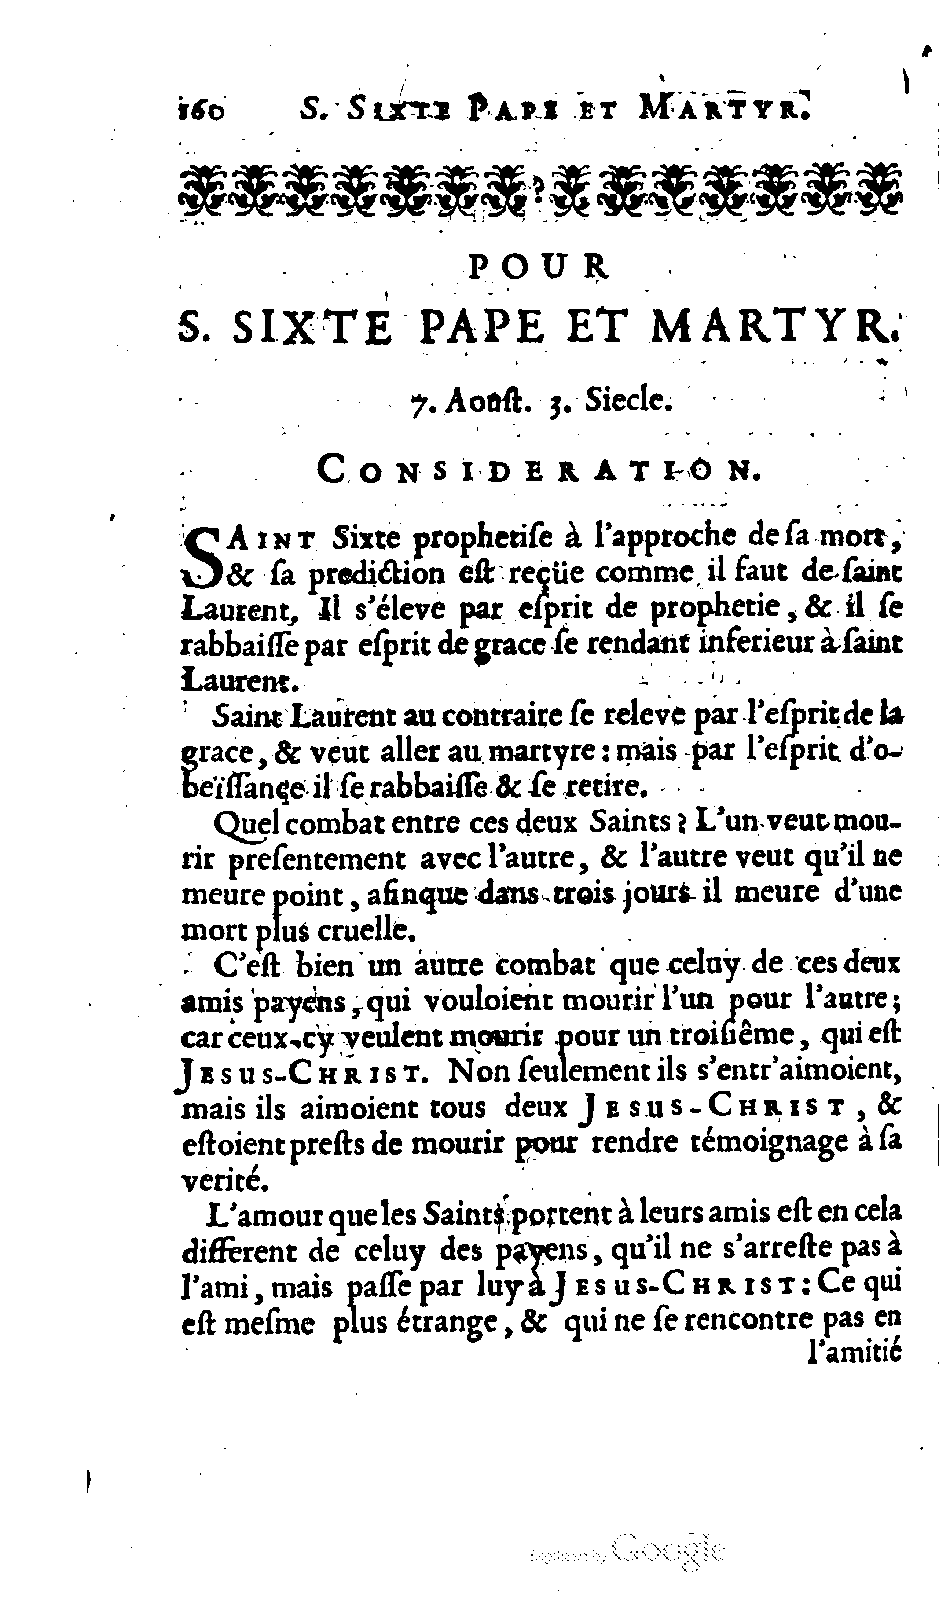 160 S. SIXTE PAPE ET MARTYR.
POUR
S. SIXTE PAPE ET MARTYR.
7. Aouſt. 3. Siecle.
CONSIDERATION.
SAINT Sixte prophetiſe à l'approche de ſa mort,
& ſa prediction eſt reçüe comme il faut de ſaint
Laurent, Il s'éleve par eſprit de prophetie, & il ſe
rabbaiſſe par eſprit de grace ſe rendant inferieur à ſaint
Laurent.
Saint Laurent au contraire ſe releve par l'eſprit de la
grace, & veut aller au martyre : mais par l'eſprit d'o-
beïſſance il ſe rabbaiſſe & ſe retire.
Quel combat entre ces deux Saints ? L'un veut mou-
rir preſentement avec l'autre, & l'autre veut qu'il ne
meure point, afinque dans trois jours il meure d'une
mort plus cruelle.
C'eſt bien un autre combat que celuy de ces deux
amis payens, qui vouloient mourir l'un pour l'autre ;
car ceux-cy veulent mourir pour un troiſiême, qui eſt
JESUS-CHRIST. Non ſeulement ils s'entr'aimoient,
mais ils aimoient tous deux JESUS-CHRIST, &
eſtoient preſts de mourir pour rendre témoignage à ſa
verité.
L'amour que les Saints portent à leurs amis eſt en cela
different de celuy des payens, qu'il ne s'arreſte pas à
l'ami, mais paſſe par luy à JESUS-CHRIST : Ce qui
eſt meſme plus étrange, & qui ne ſe rencontre pas en
l'amitié
Google